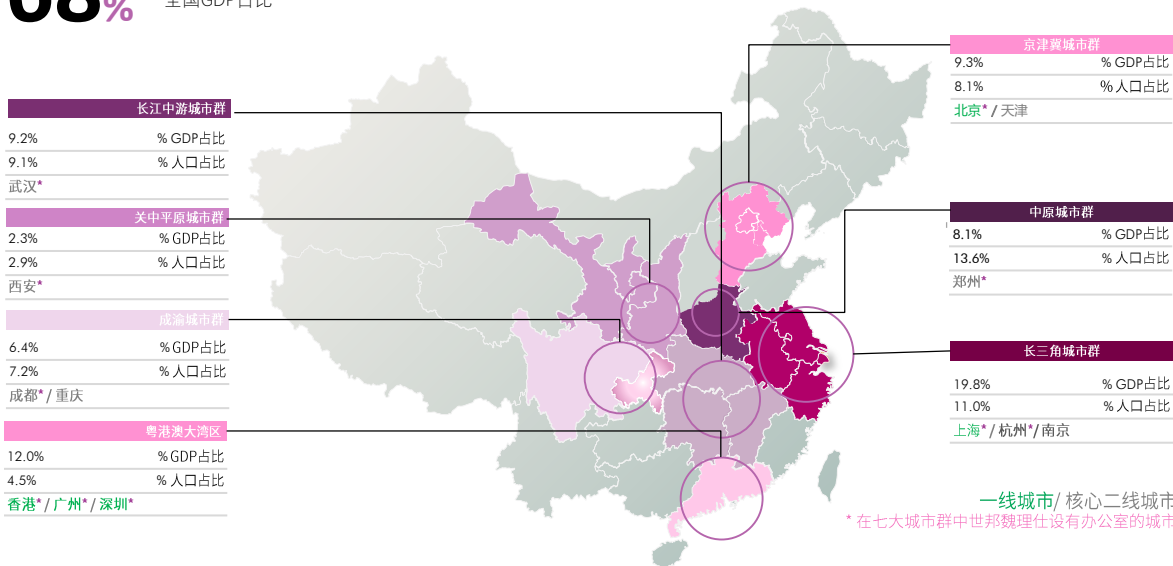 68% 全国GDP占比
长江中游城市群
9.2% % GDP占比
9.1% % 人口占比
武汉*
关中平原城市群
2.3% % GDP占比
2.9% % 人口占比
西安*
成渝城市群
6.4% % GDP占比
7.2% % 人口占比
成都* / 重庆
粤港澳大湾区
12.0% % GDP占比
4.5% % 人口占比
香港* / 广州* / 深圳*
京津冀城市群
9.3% % GDP占比
8.1% % 人口占比
北京* / 天津
中原城市群
8.1% % GDP占比
13.6% % 人口占比
郑州*
长三角城市群
19.8% % GDP占比
11.0% % 人口占比
上海* / 杭州*/ 南京
一线城市/ 核心二线城市
* 在七大城市群中世邦魏理仕设有办公室的城市